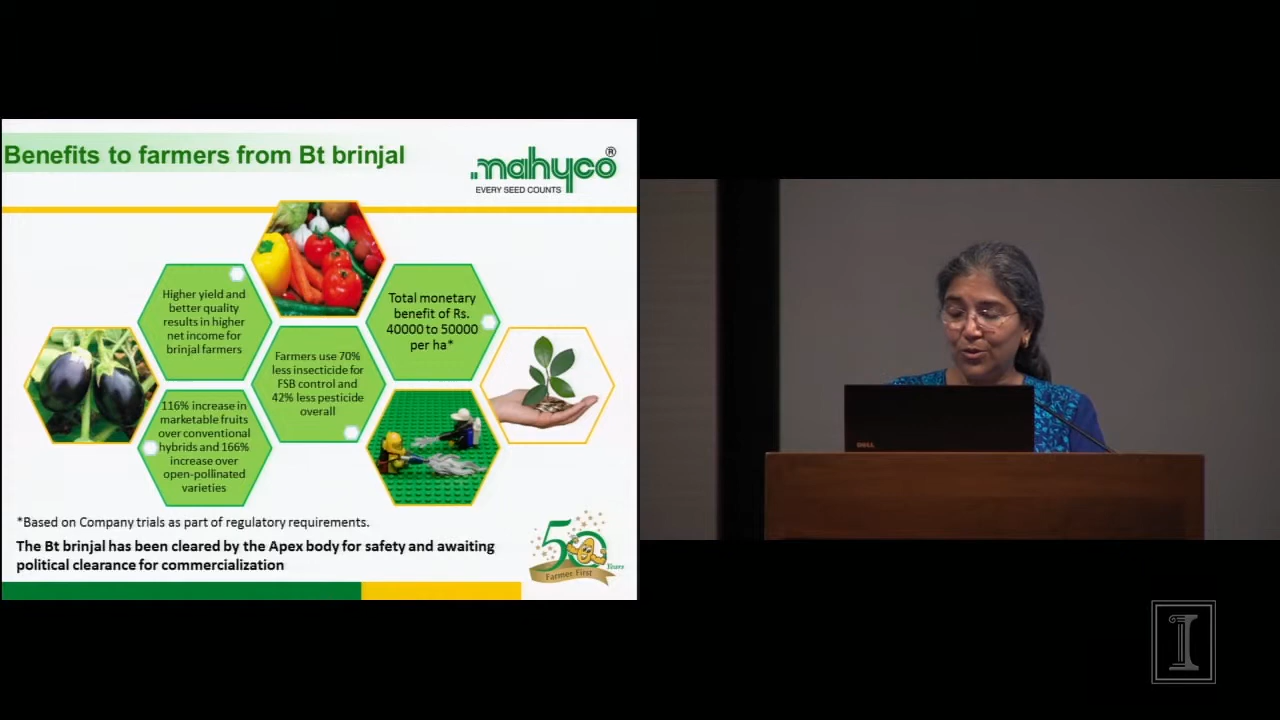 Benefits to farmers from Bt brinjal
mahyco®
EVERY SEED COUNTS
Higher yield and
better quality
results in higher
net income for
brinjal farmers
Total monetary
benefit of Rs.
40000 to 50000
per ha*
Farmers use 70%
less insecticide for
FSB control and
42% less pesticide
overall
116% increase in
marketable fruits
over conventional
hybrids and 166%
increase over
open-pollinated
varieties
*Based on Company trials as part of regulatory requirements.
The Bt brinjal has been cleared by the Apex body for safety and awaiting
political clearance for commercialization
50
Years
Farmer First
DELL
I